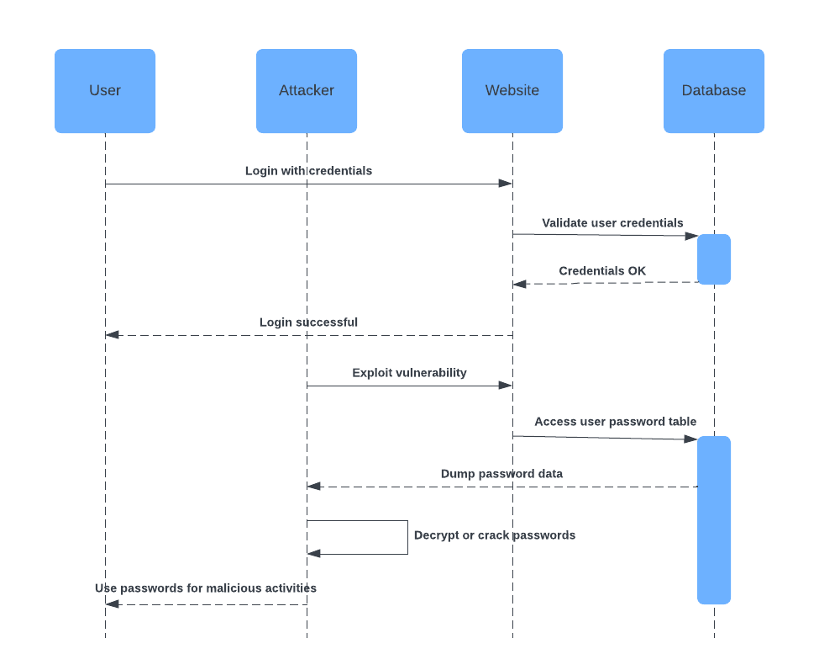 User
Attacker
Website
Database
Login with credentials
Validate user credentials
Credentials OK
Login successful
Exploit vulnerability
Access user password table
Dump password data
Decrypt or crack passwords
Use passwords for malicious activities